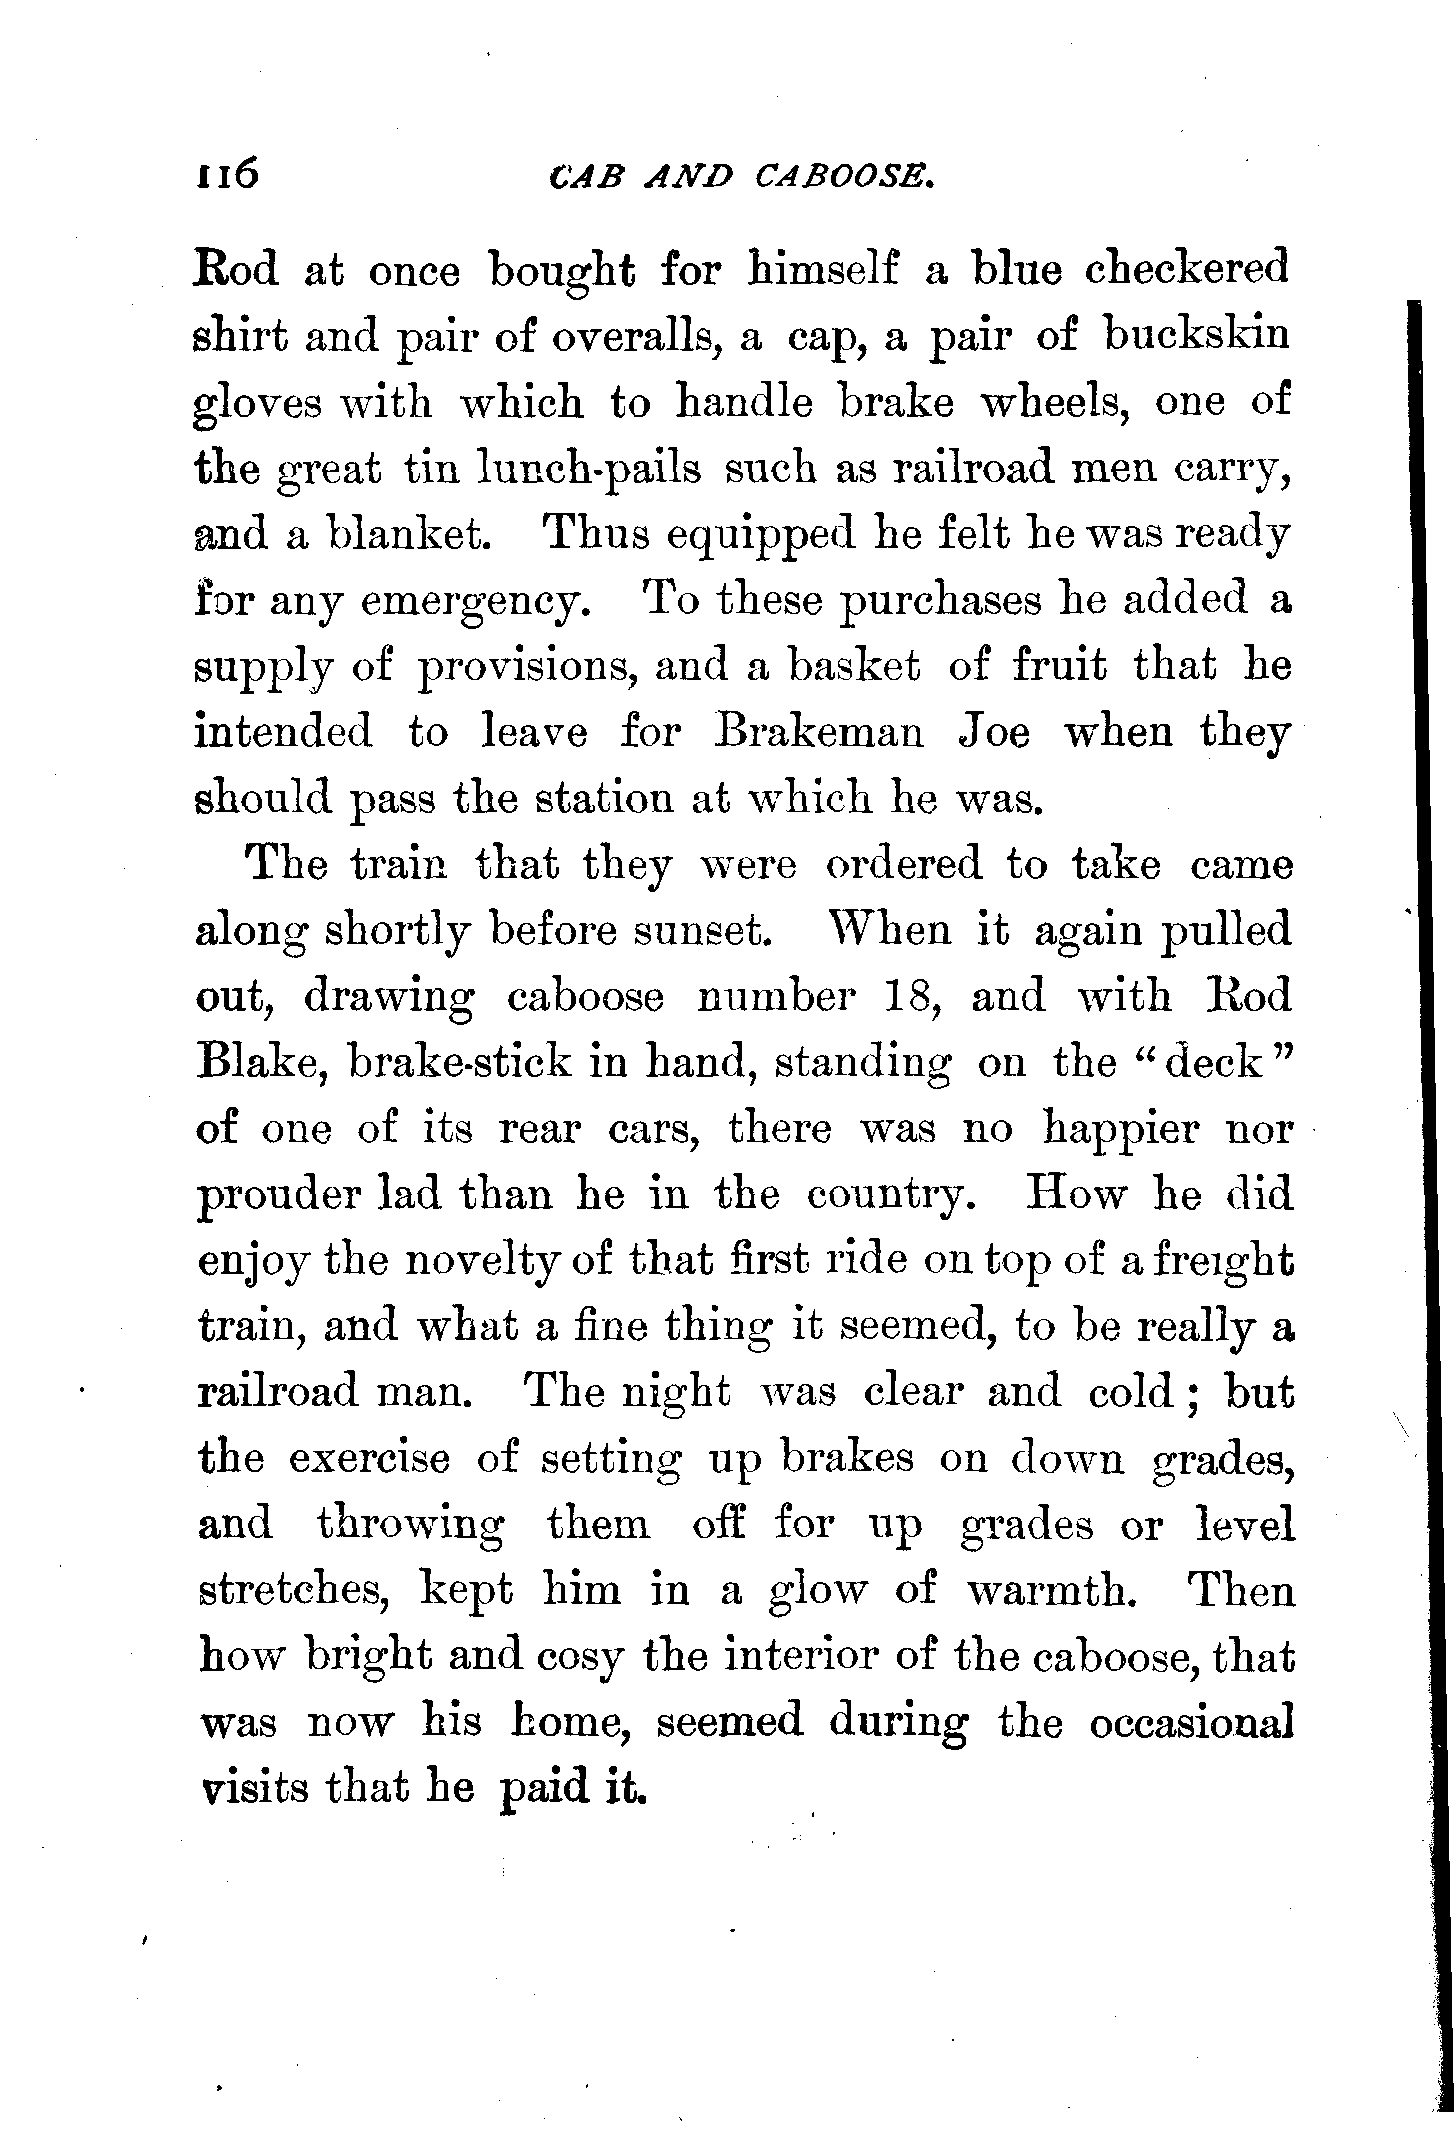 116 CAB AND CABOOSE.
Rod at once bought for himself a blue checkered
shirt and pair of overalls, a cap, a pair of buckskin
gloves with which to handle brake wheels, one of
the great tin lunch-pails such as railroad men carry,
and a blanket. Thus equipped he felt he was ready
for any emergency. To these purchases he added a
supply of provisions, and a basket of fruit that he
intended to leave for Brakeman Joe when they
should pass the station at which he was.
The train that they were ordered to take came
along shortly before sunset. When it again pulled
out, drawing caboose number 18, and with Rod
Blake, brake-stick in hand, standing on the “deck”
of one of its rear cars, there was no happier nor
prouder lad than he in the country. How he did
enjoy the novelty of that first ride on top of a freight
train, and what a fine thing it seemed, to be really a
railroad man. The night was clear and cold; but
the exercise of setting up brakes on down grades,
and throwing them off for up grades or level
stretches, kept him in a glow of warmth. Then
how bright and cosy the interior of the caboose, that
was now his home, seemed during the occasional
visits that he paid it.